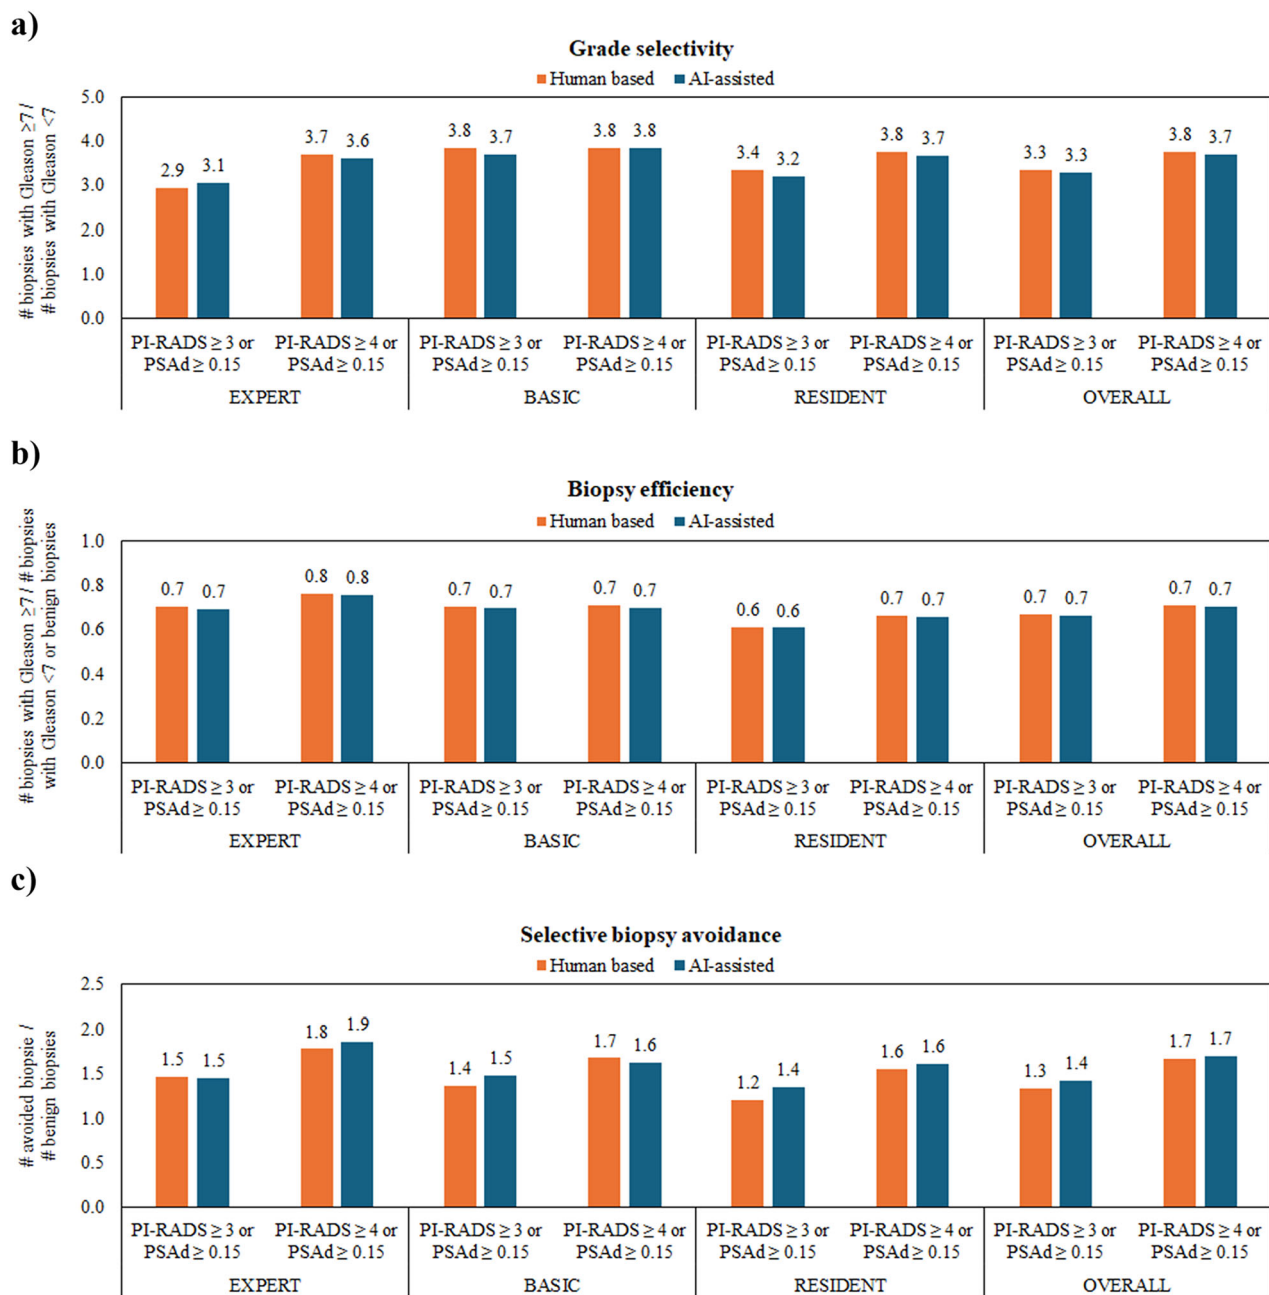 a)
Grade selectivity
Human based AI-assisted
# biopsies with Gleason ≥7 /
# biopsies with Gleason <7
5.0
4.0
3.0
2.0
1.0
0.0
2.9 3.1 3.7 3.6 3.8 3.7 3.8 3.8 3.4 3.2 3.8 3.7 3.3 3.3 3.8 3.7
PI-RADS ≥ 3 or PI-RADS ≥ 4 or PI-RADS ≥ 3 or PI-RADS ≥ 4 or PI-RADS ≥ 3 or PI-RADS ≥ 4 or PI-RADS ≥ 3 or PI-RADS ≥ 4 or
PSAd ≥ 0.15 PSAd ≥ 0.15 PSAd ≥ 0.15 PSAd ≥ 0.15 PSAd ≥ 0.15 PSAd ≥ 0.15 PSAd ≥ 0.15 PSAd ≥ 0.15
EXPERT BASIC RESIDENT OVERALL
b)
Biopsy efficiency
Human based AI-assisted
# biopsies with Gleason ≥7 / # biopsies
with Gleason <7 or benign biopsies
1.0
0.8
0.6
0.4
0.2
0.0
0.7 0.7 0.8 0.8 0.7 0.7 0.7 0.7 0.6 0.6 0.7 0.7 0.7 0.7 0.7 0.7
PI-RADS ≥ 3 or PI-RADS ≥ 4 or PI-RADS ≥ 3 or PI-RADS ≥ 4 or PI-RADS ≥ 3 or PI-RADS ≥ 4 or PI-RADS ≥ 3 or PI-RADS ≥ 4 or
PSAd ≥ 0.15 PSAd ≥ 0.15 PSAd ≥ 0.15 PSAd ≥ 0.15 PSAd ≥ 0.15 PSAd ≥ 0.15 PSAd ≥ 0.15 PSAd ≥ 0.15
EXPERT BASIC RESIDENT OVERALL
c)
Selective biopsy avoidance
Human based AI-assisted
# avoided biopsie /
# benign biopsies
2.5
2.0
1.5
1.0
0.5
0.0
1.5 1.5 1.8 1.9 1.4 1.5 1.7 1.6 1.2 1.4 1.6 1.6 1.3 1.4 1.7 1.7
PI-RADS ≥ 3 or PI-RADS ≥ 4 or PI-RADS ≥ 3 or PI-RADS ≥ 4 or PI-RADS ≥ 3 or PI-RADS ≥ 4 or PI-RADS ≥ 3 or PI-RADS ≥ 4 or
PSAd ≥ 0.15 PSAd ≥ 0.15 PSAd ≥ 0.15 PSAd ≥ 0.15 PSAd ≥ 0.15 PSAd ≥ 0.15 PSAd ≥ 0.15 PSAd ≥ 0.15
EXPERT BASIC RESIDENT OVERALL